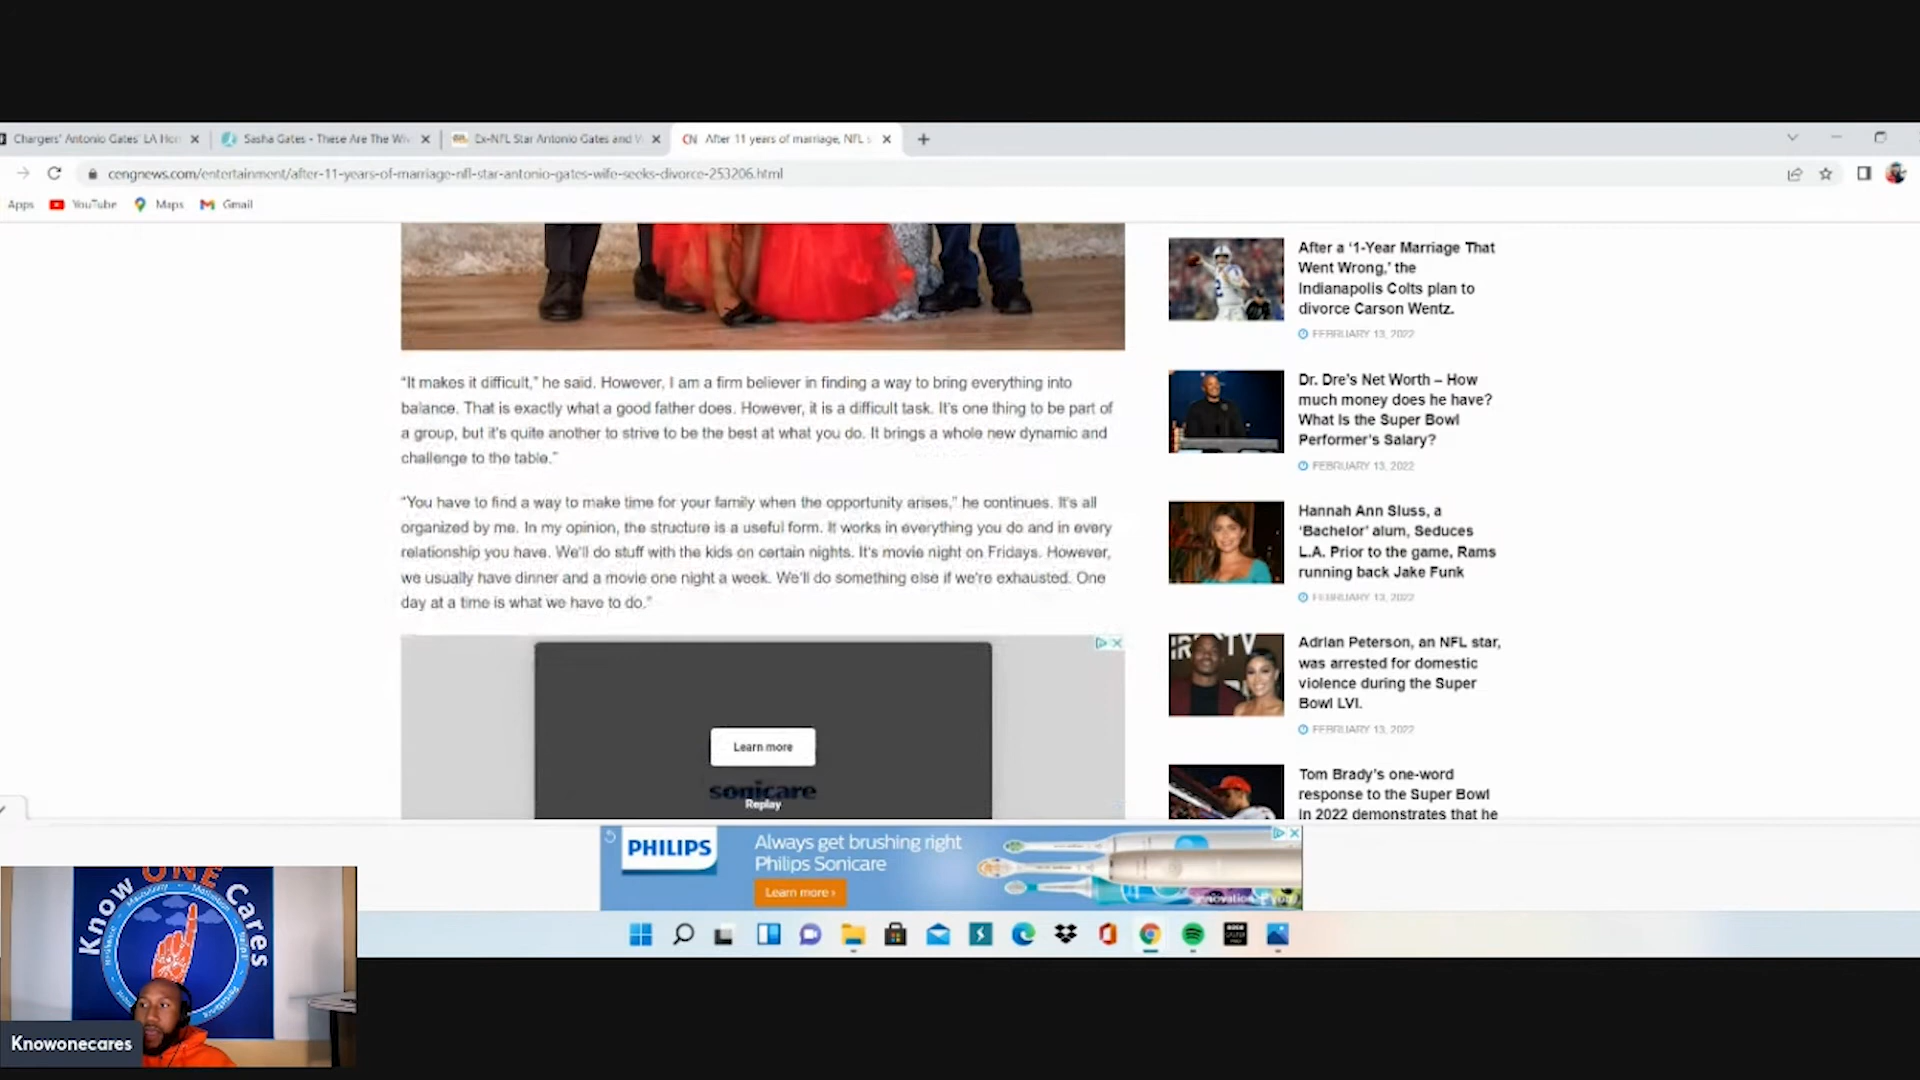 Chargers' Antonio Gates' LA Ho
Sasha Gates - These Are The Wiv
Ex-NFL Star Antonio Gates and
After 11 years of marriage, NFL s
cengnews.com/entertainment/after-11-years-of-marriage-nfl-star-antonio-gates-wife-seeks-divorce-253206.html
Apps YouTube Maps Gmail
“It makes it difficult,” he said. However, I am a firm believer in finding a way to bring everything into
balance. That is exactly what a good father does. However, it is a difficult task. It's one thing to be part of
a group, but it's quite another to strive to be the best at what you do. It brings a whole new dynamic and
challenge to the table.”
“You have to find a way to make time for your family when the opportunity arises,” he continues. It's all
organized by me. In my opinion, the structure is a useful form. It works in everything you do and in every
relationship you have. We'll do stuff with the kids on certain nights. It's movie night on Fridays. However,
we usually have dinner and a movie one night a week. We'll do something else if we're exhausted. One
day at a time is what we have to do.”
Learn more
sonicare
Replay
After a ‘1-Year Marriage That
Went Wrong,’ the
Indianapolis Colts plan to
divorce Carson Wentz.
FEBRUARY 13, 2022
Dr. Dre's Net Worth – How
much money does he have?
What Is the Super Bowl
Performer's Salary?
FEBRUARY 13, 2022
Hannah Ann Sluss, a
‘Bachelor’ alum, Seduces
L.A. Prior to the game, Rams
running back Jake Funk
FEBRUARY 13, 2022
Adrian Peterson, an NFL star,
was arrested for domestic
violence during the Super
Bowl LVI.
FEBRUARY 13, 2022
Tom Brady's one-word
response to the Super Bowl
in 2022 demonstrates that he
PHILIPS
Always get brushing right
Philips Sonicare
Learn more ›
Know ONE Cares
Knowonecares